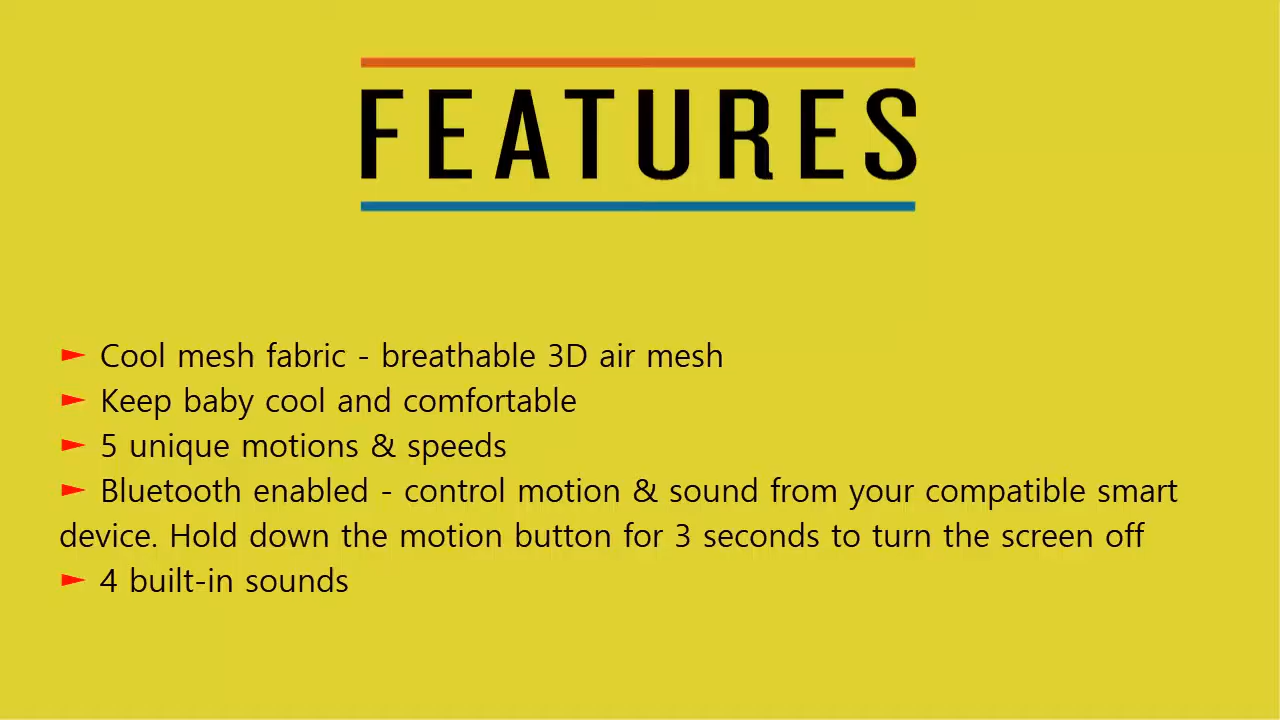 FEATURES
► Cool mesh fabric - breathable 3D air mesh
► Keep baby cool and comfortable
► 5 unique motions & speeds
► Bluetooth enabled - control motion & sound from your compatible smart
device. Hold down the motion button for 3 seconds to turn the screen off
► 4 built-in sounds